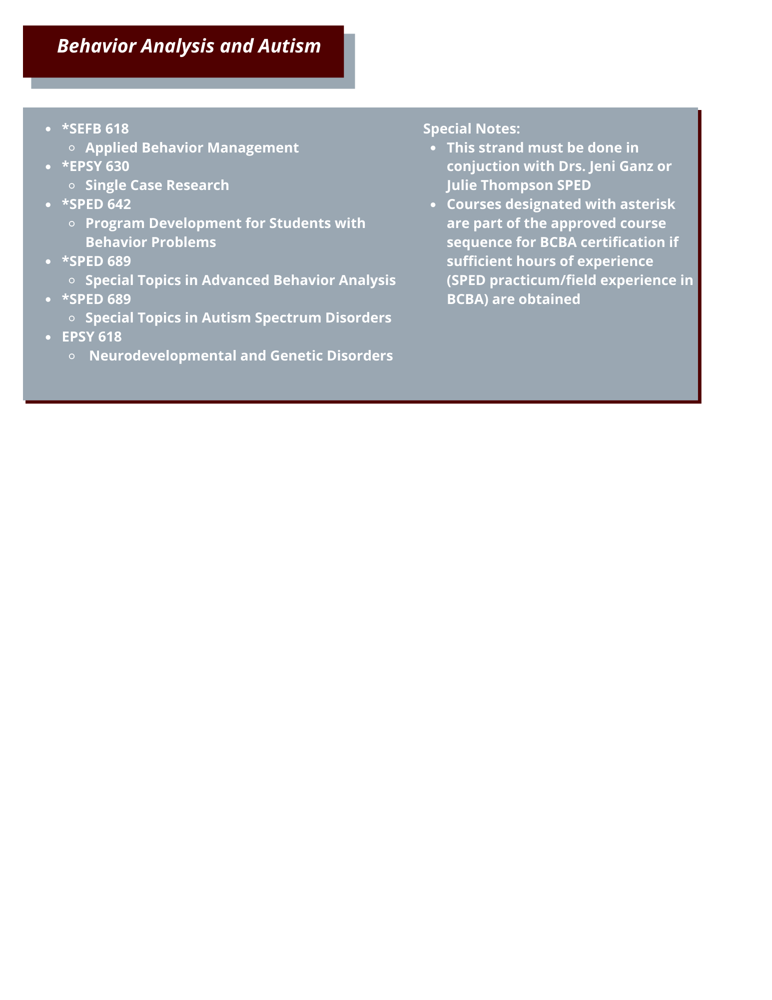 Behavior Analysis and Autism
*SEFB 618
Applied Behavior Management
*EPSY 630
Single Case Research
*SPED 642
Program Development for Students with
Behavior Problems
*SPED 689
Special Topics in Advanced Behavior Analysis
*SPED 689
Special Topics in Autism Spectrum Disorders
EPSY 618
Neurodevelopmental and Genetic Disorders
Special Notes:
This strand must be done in
conjuction with Drs. Jeni Ganz or
Julie Thompson SPED
Courses designated with asterisk
are part of the approved course
sequence for BCBA certification if
sufficient hours of experience
(SPED practicum/field experience in
BCBA) are obtained